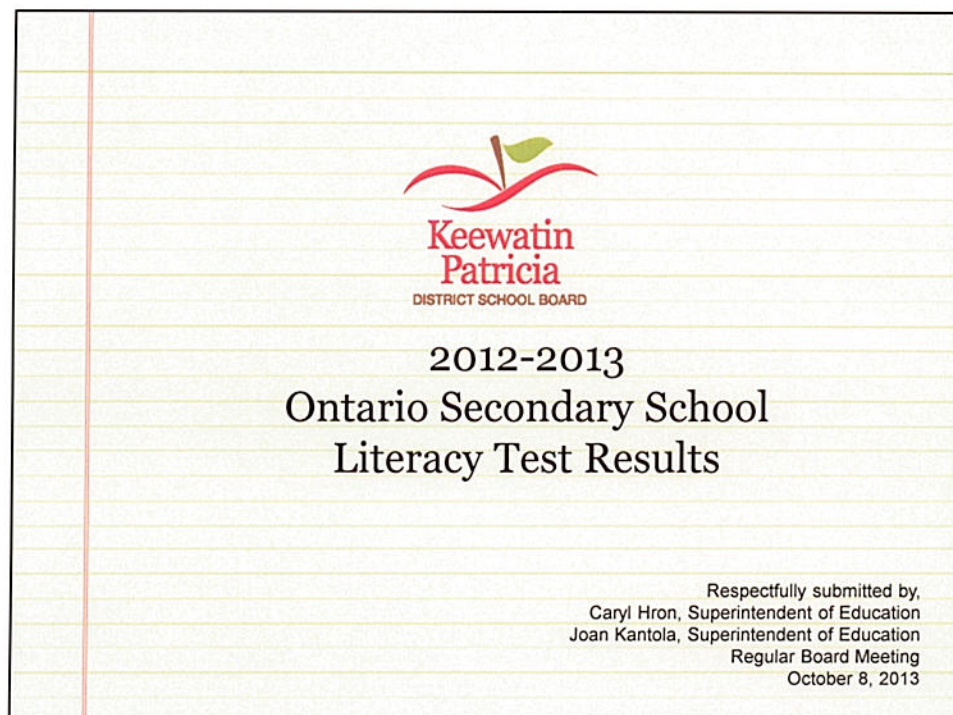 Keewatin
Patricia
DISTRICT SCHOOL BOARD
2012-2013
Ontario Secondary School
Literacy Test Results
Respectfully submitted by,
Caryl Hron, Superintendent of Education
Joan Kantola, Superintendent of Education
Regular Board Meeting
October 8, 2013